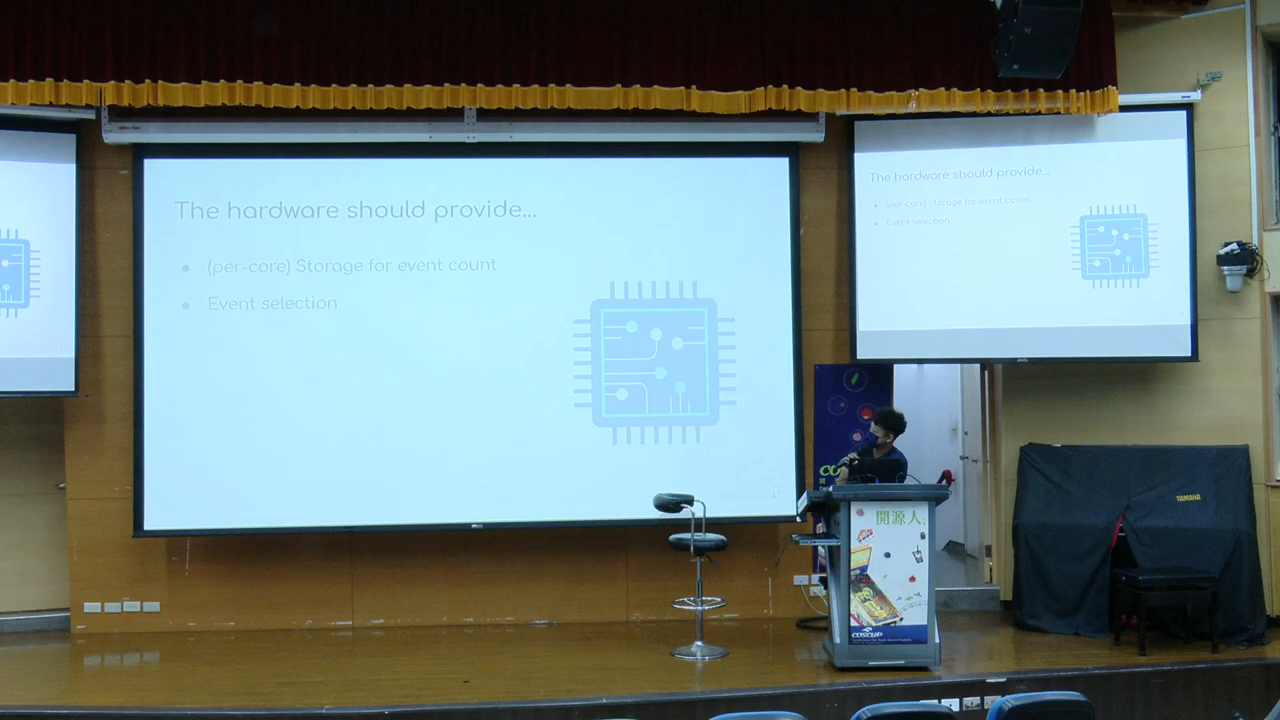 The hardware should provide...
(per-core) Storage for event count
Event selection
The hardware should provide...
(per-core) Storage for event count
Event selection
開源人
COSCUP
YAMAHA